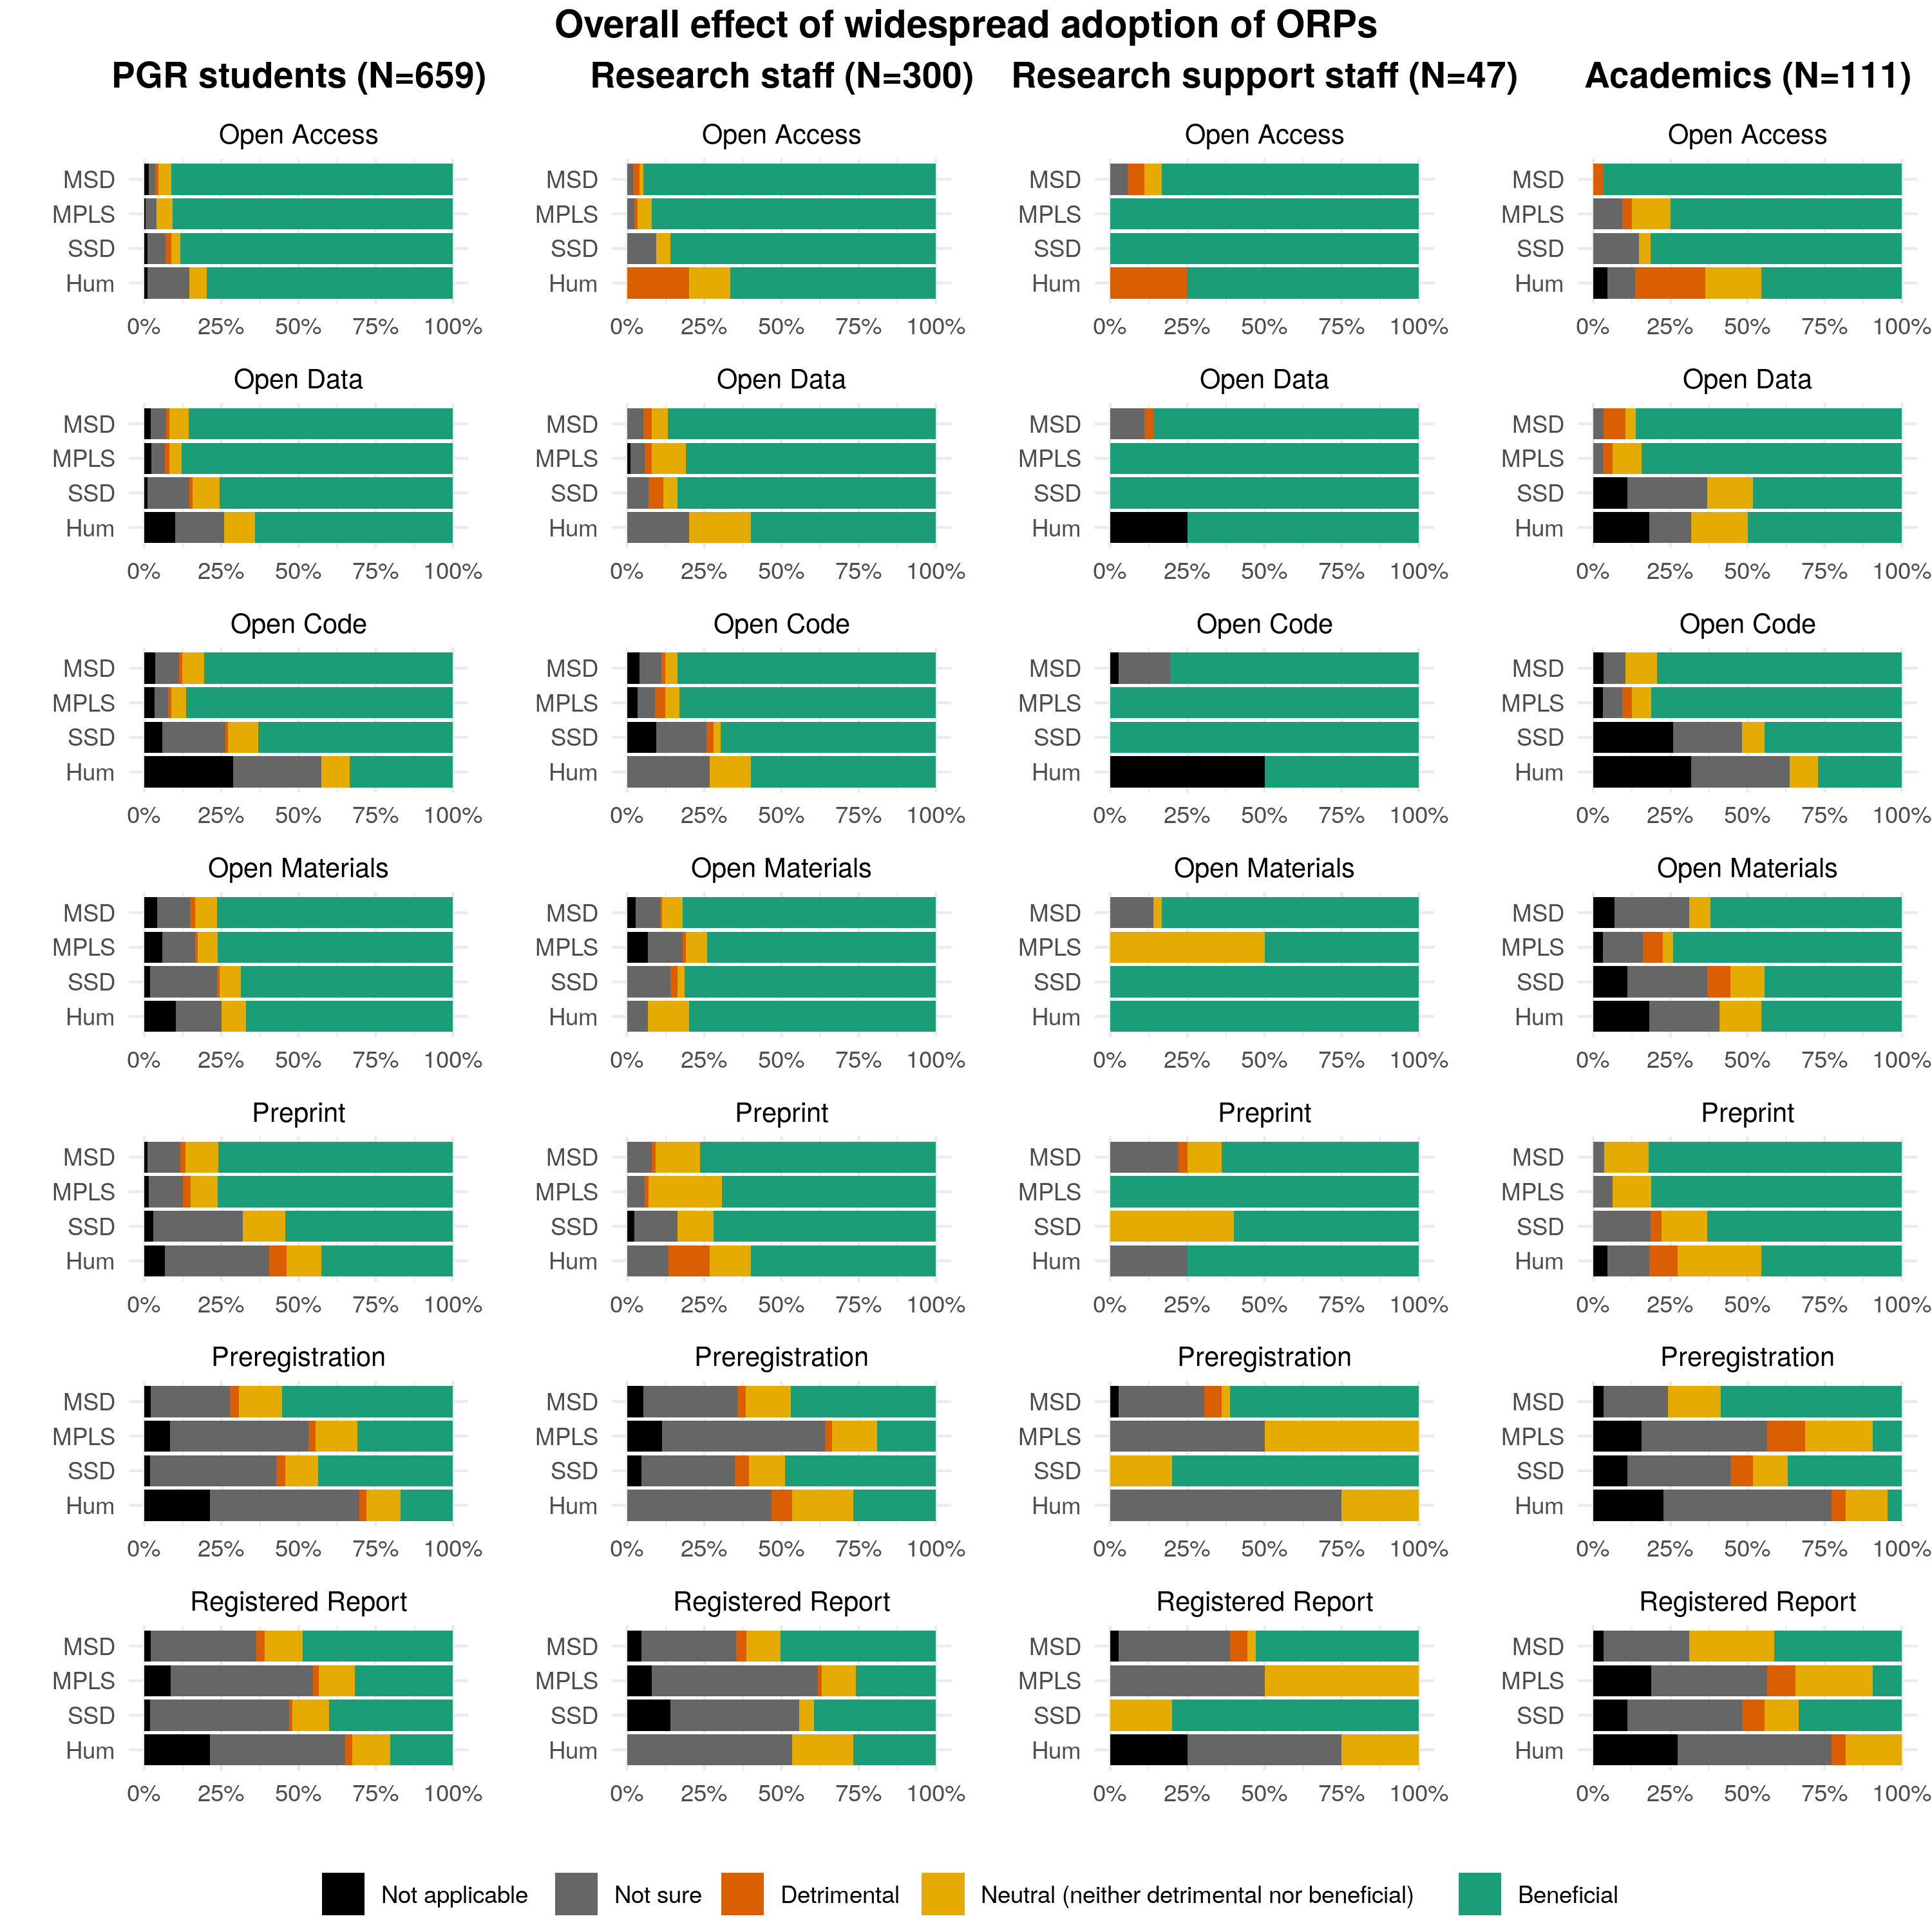 Overall effect of widespread adoption of ORPs
PGR students (N=659) Research staff (N=300) Research support staff (N=47) Academics (N=111)
Open Access Open Access Open Access Open Access
MSD MSD MSD MSD
MPLS MPLS MPLS MPLS
SSD SSD SSD SSD
Hum Hum Hum Hum
0% 25% 50% 75% 100% 0% 25% 50% 75% 100% 0% 25% 50% 75% 100% 0% 25% 50% 75% 100%
Open Data Open Data Open Data Open Data
MSD MSD MSD MSD
MPLS MPLS MPLS MPLS
SSD SSD SSD SSD
Hum Hum Hum Hum
0% 25% 50% 75% 100% 0% 25% 50% 75% 100% 0% 25% 50% 75% 100% 0% 25% 50% 75% 100%
Open Code Open Code Open Code Open Code
MSD MSD MSD MSD
MPLS MPLS MPLS MPLS
SSD SSD SSD SSD
Hum Hum Hum Hum
0% 25% 50% 75% 100% 0% 25% 50% 75% 100% 0% 25% 50% 75% 100% 0% 25% 50% 75% 100%
Open Materials Open Materials Open Materials Open Materials
MSD MSD MSD MSD
MPLS MPLS MPLS MPLS
SSD SSD SSD SSD
Hum Hum Hum Hum
0% 25% 50% 75% 100% 0% 25% 50% 75% 100% 0% 25% 50% 75% 100% 0% 25% 50% 75% 100%
Preprint Preprint Preprint Preprint
MSD MSD MSD MSD
MPLS MPLS MPLS MPLS
SSD SSD SSD SSD
Hum Hum Hum Hum
0% 25% 50% 75% 100% 0% 25% 50% 75% 100% 0% 25% 50% 75% 100% 0% 25% 50% 75% 100%
Preregistration Preregistration Preregistration Preregistration
MSD MSD MSD MSD
MPLS MPLS MPLS MPLS
SSD SSD SSD SSD
Hum Hum Hum Hum
0% 25% 50% 75% 100% 0% 25% 50% 75% 100% 0% 25% 50% 75% 100% 0% 25% 50% 75% 100%
Registered Report Registered Report Registered Report Registered Report
MSD MSD MSD MSD
MPLS MPLS MPLS MPLS
SSD SSD SSD SSD
Hum Hum Hum Hum
0% 25% 50% 75% 100% 0% 25% 50% 75% 100% 0% 25% 50% 75% 100% 0% 25% 50% 75% 100%
Not applicable Not sure Detrimental Neutral (neither detrimental nor beneficial) Beneficial